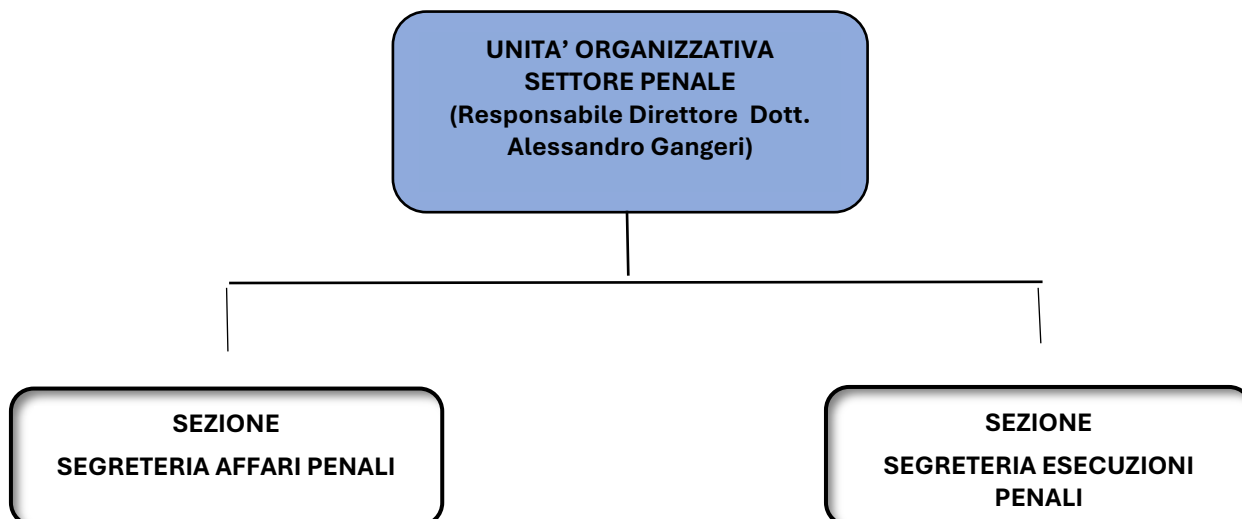 UNITA’ ORGANIZZATIVA
SETTORE PENALE
(Responsabile Direttore Dott.
Alessandro Gangeri)
SEZIONE
SEGRETERIA AFFARI PENALI
SEZIONE
SEGRETERIA ESECUZIONI
PENALI